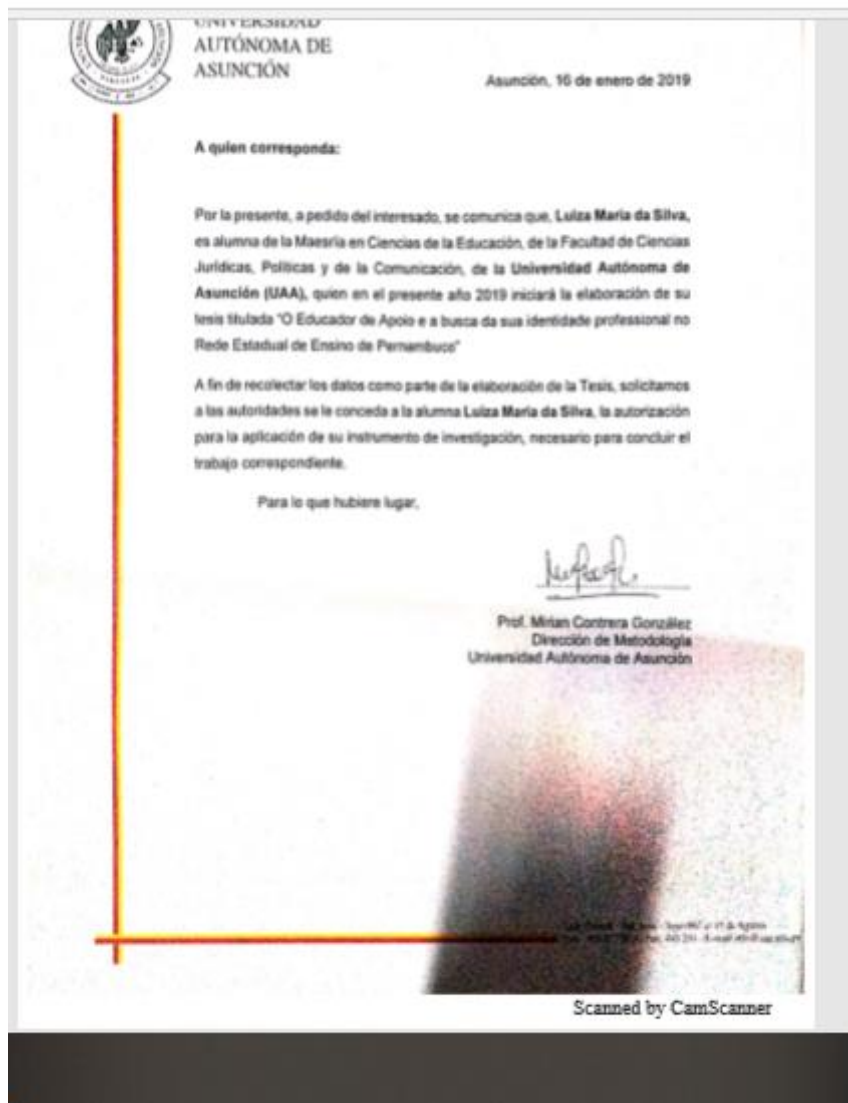 UNIVERSIDAD
AUTÓNOMA DE
ASUNCIÓN
Asunción, 16 de enero de 2019
A quien corresponda:
Por la presente, a pedido del interesado, se comunica que, Luiza Maria da Silva,
es alumna de la Maesría en Ciencias de la Educación, de la Facultad de Ciencias
Jurídicas, Políticas y de la Comunicación, de la Universidad Autónoma de
Asunción (UAA), quien en el presente año 2019 iniciará la elaboración de su
tesis titulada "O Educador de Apoio e a busca da sua identidade professional no
Rede Estadual de Ensino de Pernambuco"
A fin de recolectar los datos como parte de la elaboración de la Tesis, solicitamos
a las autoridades se le conceda a la alumna Luiza Maria da Silva, la autorización
para la aplicación de su instrumento de investigación, necesario para concluir el
trabajo correspondiente.
Para lo que hubiere lugar,
Prof. Mirian Contrera González
Dirección de Metodología
Universidad Autónoma de Asunción
Scanned by CamScanner